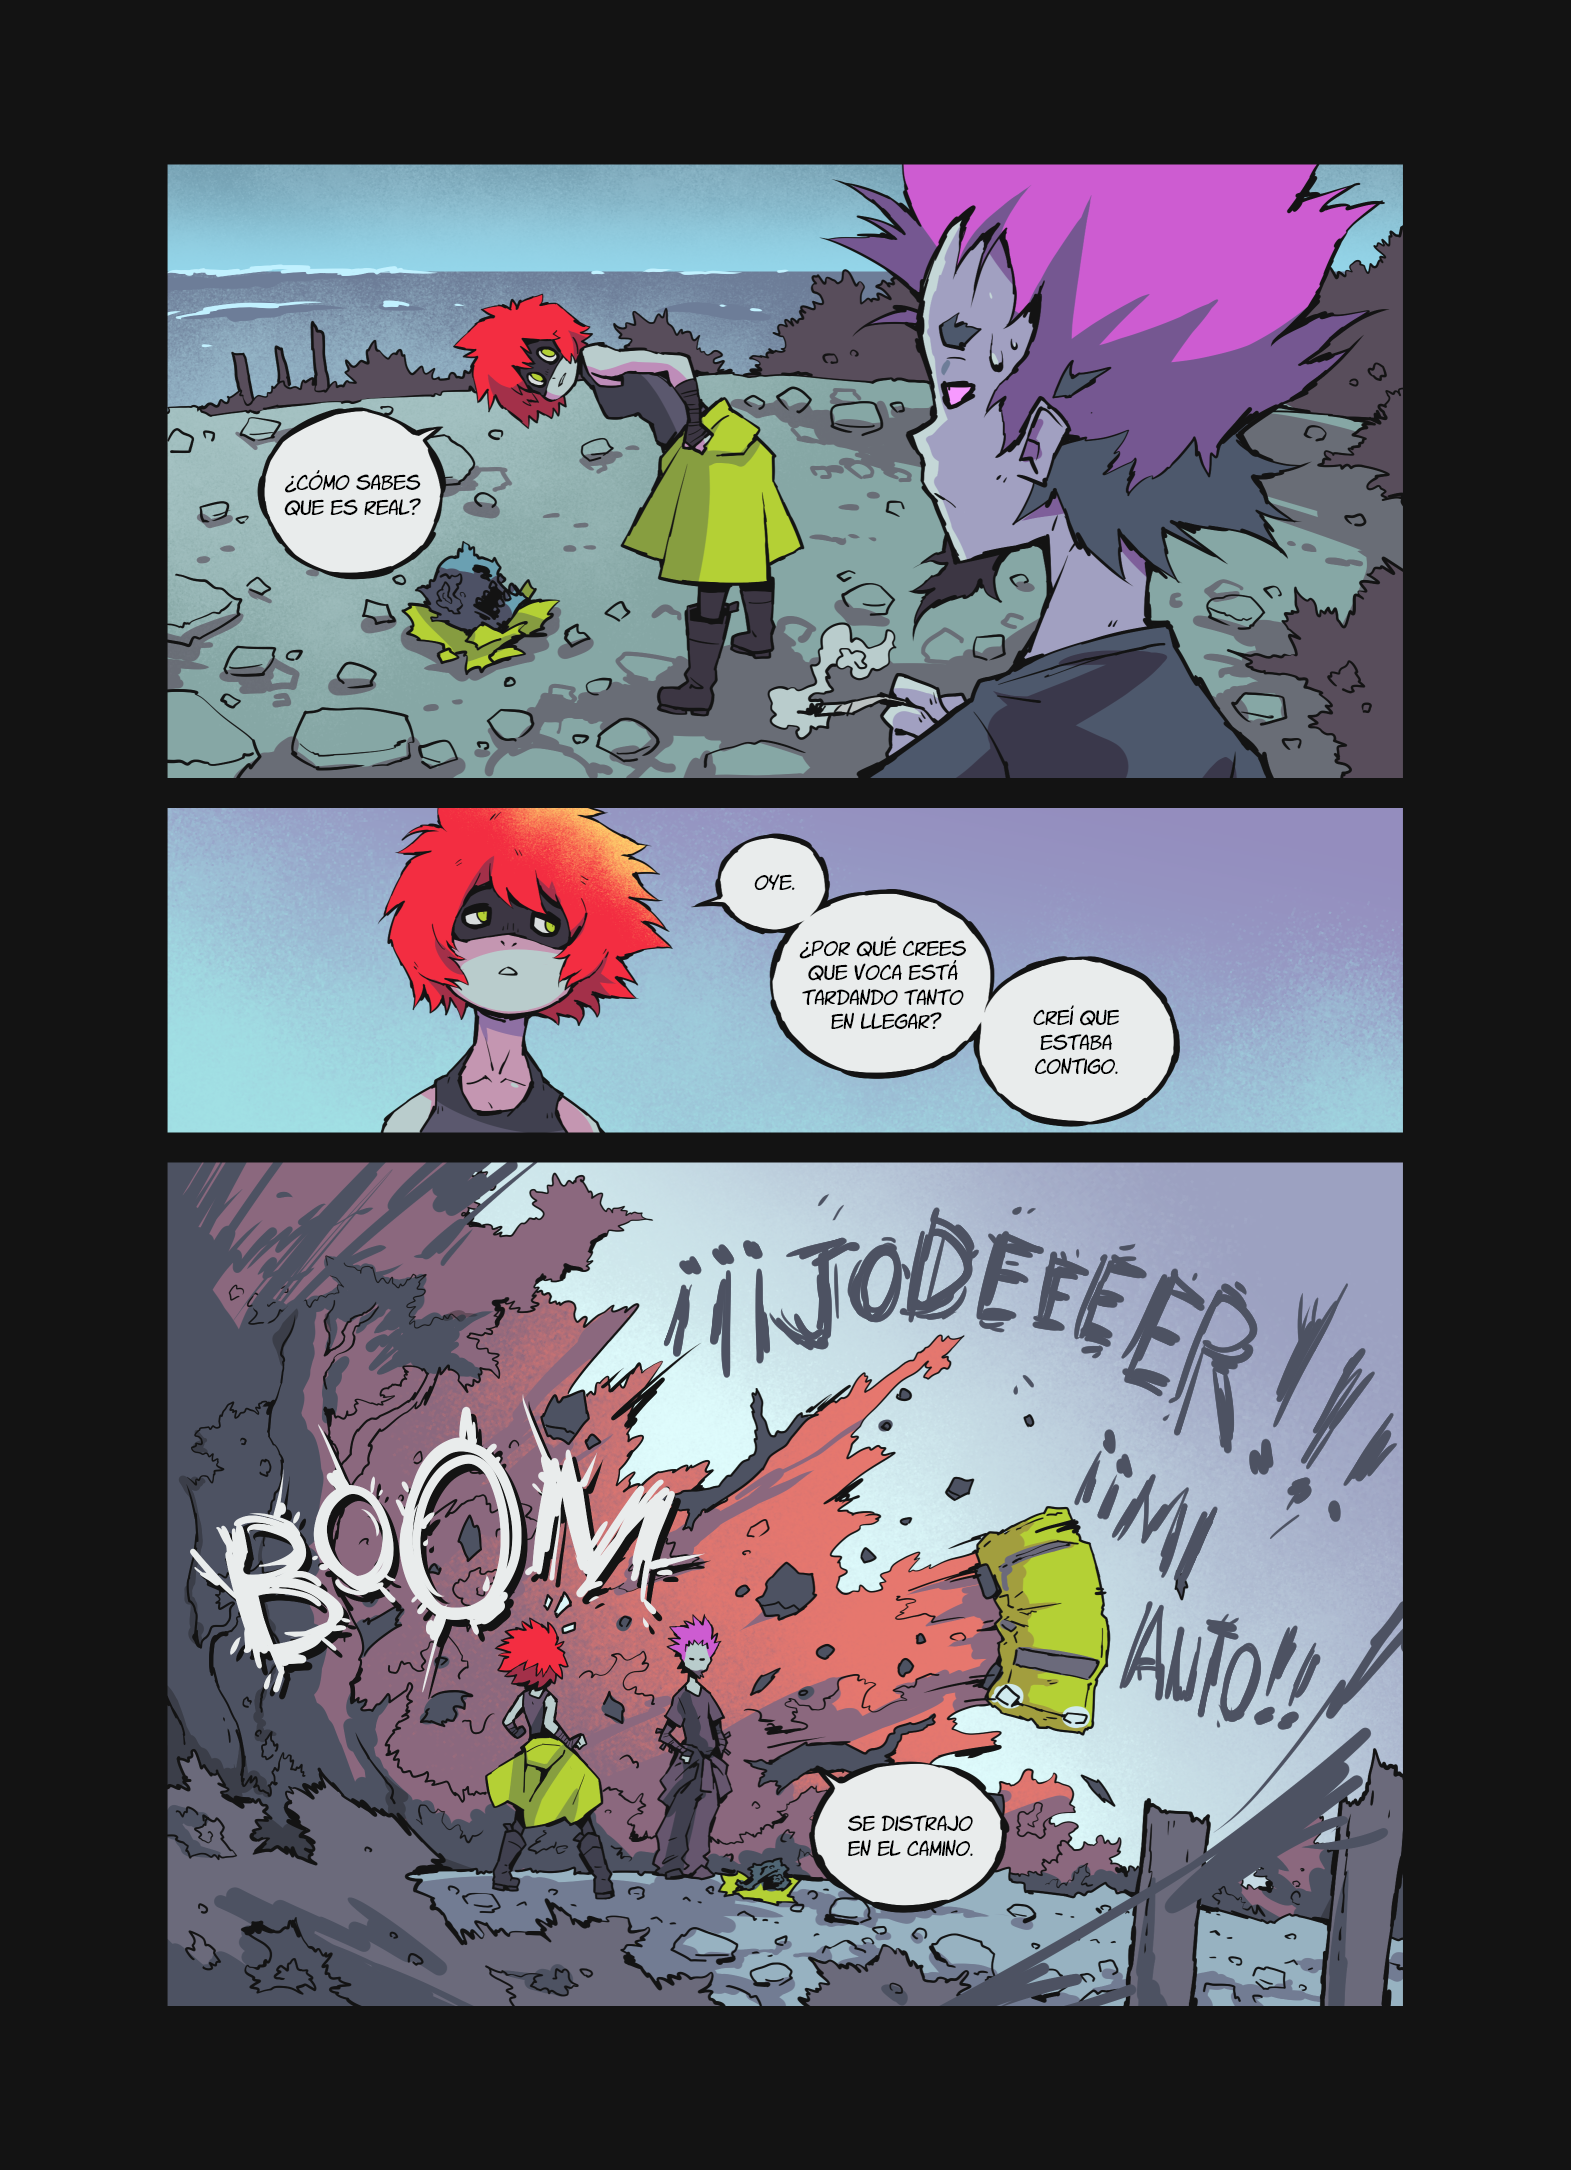 ¿CÓMO SABES
QUE ES REAL?
OYE.
¿POR QUÉ CREES
QUE VOCA ESTÁ
TARDANDO TANTO
EN LLEGAR?
CREÍ QUE
ESTABA
CONTIGO.
¡¡¡JODEEEER!!!
BOOM
¡¡MI
AUTO!!
SE DISTRAJO
EN EL CAMINO.